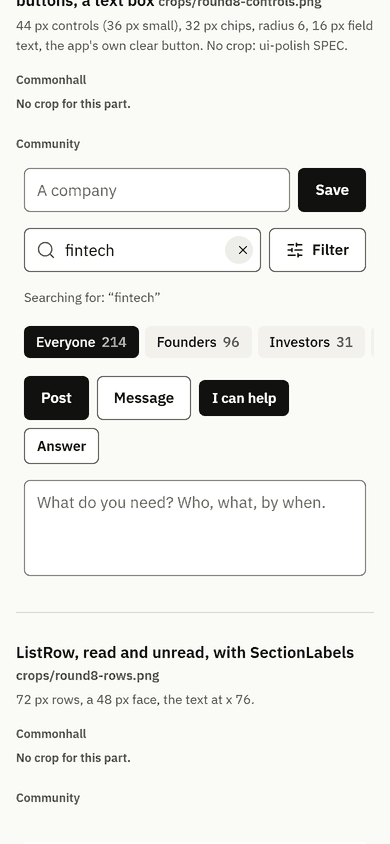 buttons, a text box crops/round8-controls.png
44 px controls (36 px small), 32 px chips, radius 6, 16 px field
text, the app's own clear button. No crop: ui-polish SPEC.
Commonhall
No crop for this part.
Community
A company
Save
fintech
Filter
Searching for: “fintech”
Everyone 214
Founders 96
Investors 31
Post
Message
I can help
Answer
What do you need? Who, what, by when.
ListRow, read and unread, with SectionLabels
crops/round8-rows.png
72 px rows, a 48 px face, the text at x 76.
Commonhall
No crop for this part.
Community